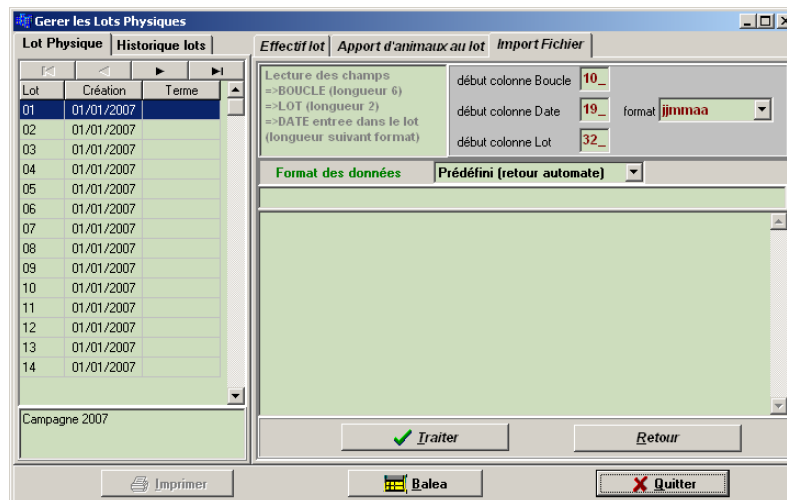 Gerer les Lots Physiques
Lot Physique Historique lots
Effectif lot Apport d'animaux au lot Import Fichier
Lot Création Terme
01 01/01/2007
02 01/01/2007
03 01/01/2007
04 01/01/2007
05 01/01/2007
06 01/01/2007
07 01/01/2007
08 01/01/2007
09 01/01/2007
10 01/01/2007
11 01/01/2007
12 01/01/2007
13 01/01/2007
14 01/01/2007
Campagne 2007
Lecture des champs
=>BOUCLE (longueur 6)
=>LOT (longueur 2)
=>DATE entree dans le lot
(longueur suivant format)
début colonne Boucle 10_
début colonne Date 19_ format jjmmaa
début colonne Lot 32_
Format des données Prédéfini (retour automate)
Traiter Retour
Imprimer Balea Quitter